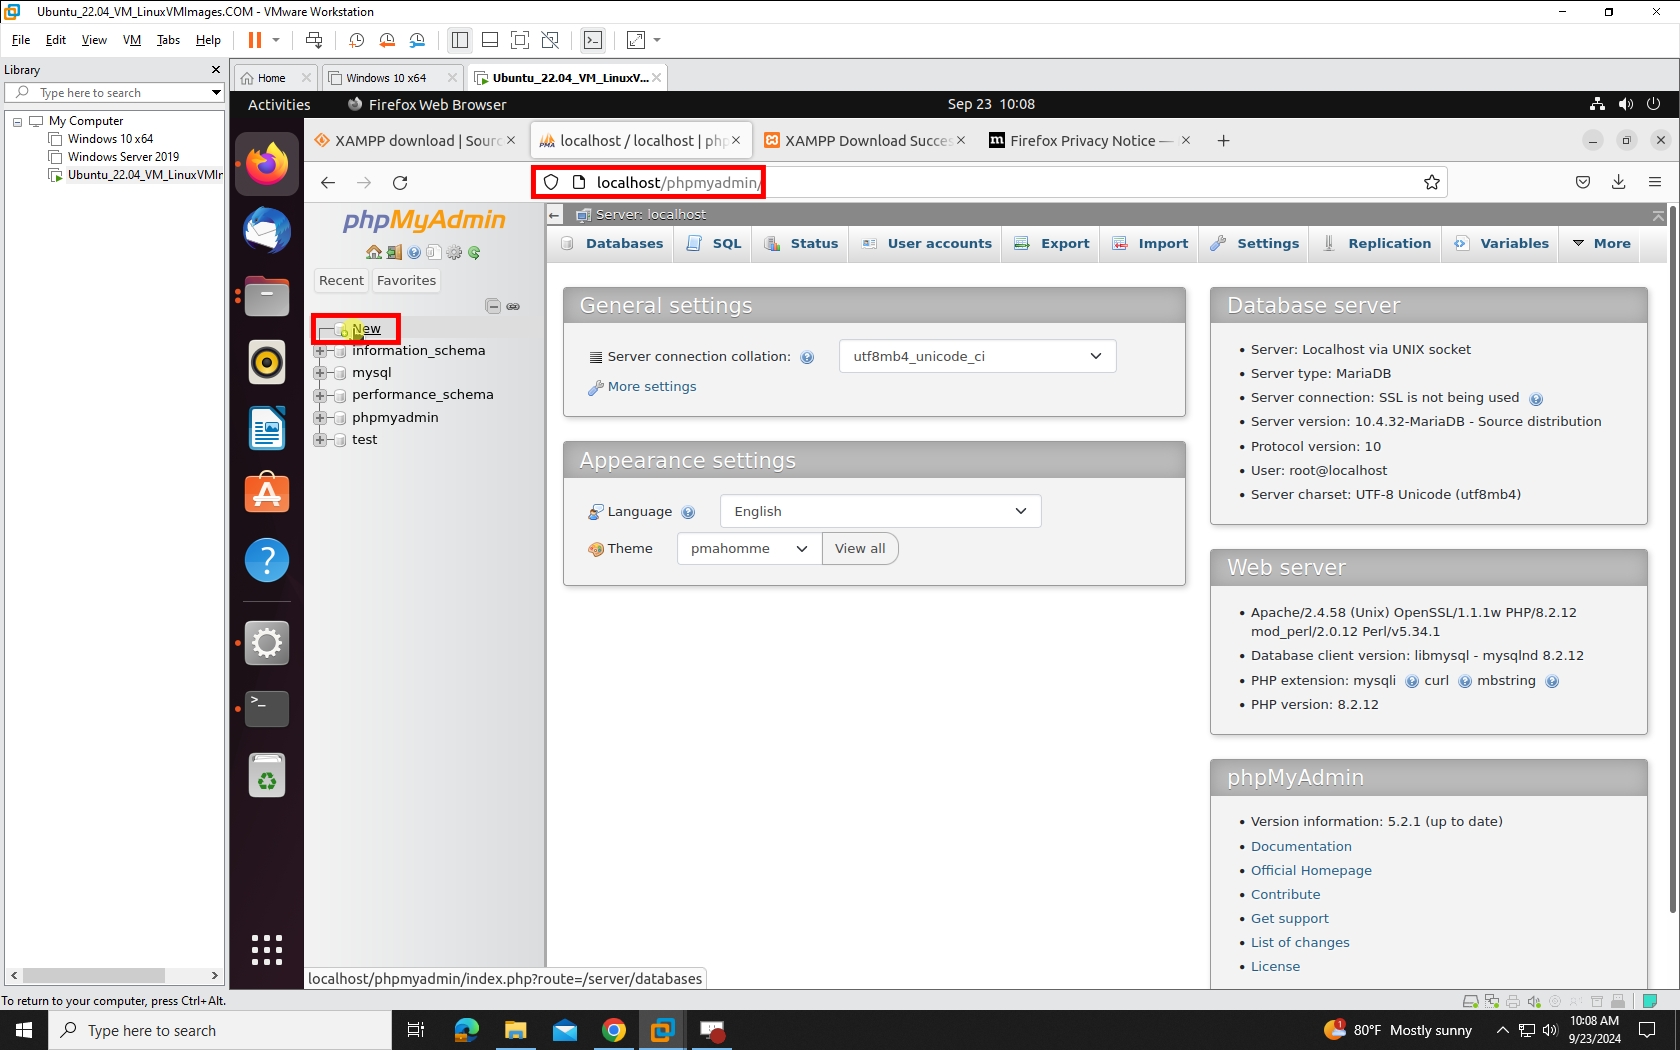 Ubuntu_22.04_VM_LinuxVMImages.COM - VMware Workstation
File Edit View VM Tabs Help
Library
Type here to search
My Computer
Windows 10 x64
Windows Server 2019
Ubuntu_22.04_VM_LinuxVMIr
Home
Windows 10 x64
Ubuntu_22.04_VM_LinuxV...
Activities
Firefox Web Browser
Sep 23 10:08
XAMPP download | Sourc
localhost / localhost | php
XAMPP Download Succes
Firefox Privacy Notice —
localhost/phpmyadmin/
phpMyAdmin
Recent Favorites
New
information_schema
mysql
performance_schema
phpmyadmin
test
Server: localhost
Databases SQL Status User accounts Export Import Settings Replication Variables More
General settings
Server connection collation:
utf8mb4_unicode_ci
More settings
Appearance settings
Language
English
Theme
pmahomme
View all
Database server
Server: Localhost via UNIX socket
Server type: MariaDB
Server connection: SSL is not being used
Server version: 10.4.32-MariaDB - Source distribution
Protocol version: 10
User: root@localhost
Server charset: UTF-8 Unicode (utf8mb4)
Web server
Apache/2.4.58 (Unix) OpenSSL/1.1.1w PHP/8.2.12
mod_perl/2.0.12 Perl/v5.34.1
Database client version: libmysql - mysqlnd 8.2.12
PHP extension: mysqli curl mbstring
PHP version: 8.2.12
phpMyAdmin
Version information: 5.2.1 (up to date)
Documentation
Official Homepage
Contribute
Get support
List of changes
License
localhost/phpmyadmin/index.php?route=/server/databases
To return to your computer, press Ctrl+Alt.
Type here to search
80°F Mostly sunny
10:08 AM
9/23/2024